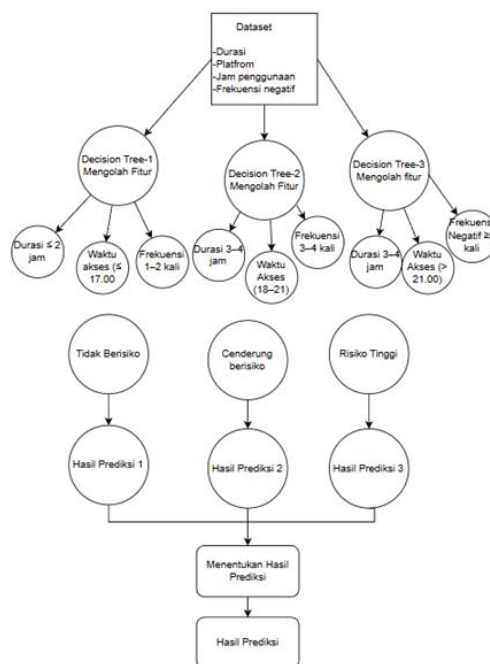 Dataset
-Durasi
-Platfrom
-Jam penggunaan
-Frekuensi negatif
Decision Tree-1
Mengolah Fitur
Decision Tree-2
Mengolah Fitur
Decision Tree-3
Mengolah fitur
Durasi ≤ 2
jam
Waktu
akses (≤
17.00
Frekuensi
1–2 kali
Durasi 3–4
jam
Waktu
Akses
(18–21)
Frekuensi
3–4 kali
Durasi 3–4
jam
Waktu
Akses (>
21.00)
Frekuensi
Negatif ≥
kali
Tidak Berisiko
Cenderung
berisiko
Risiko Tinggi
Hasil Prediksi 1
Hasil Prediksi 2
Hasil Prediksi 3
Menentukan Hasil
Prediksi
Hasil Prediksi